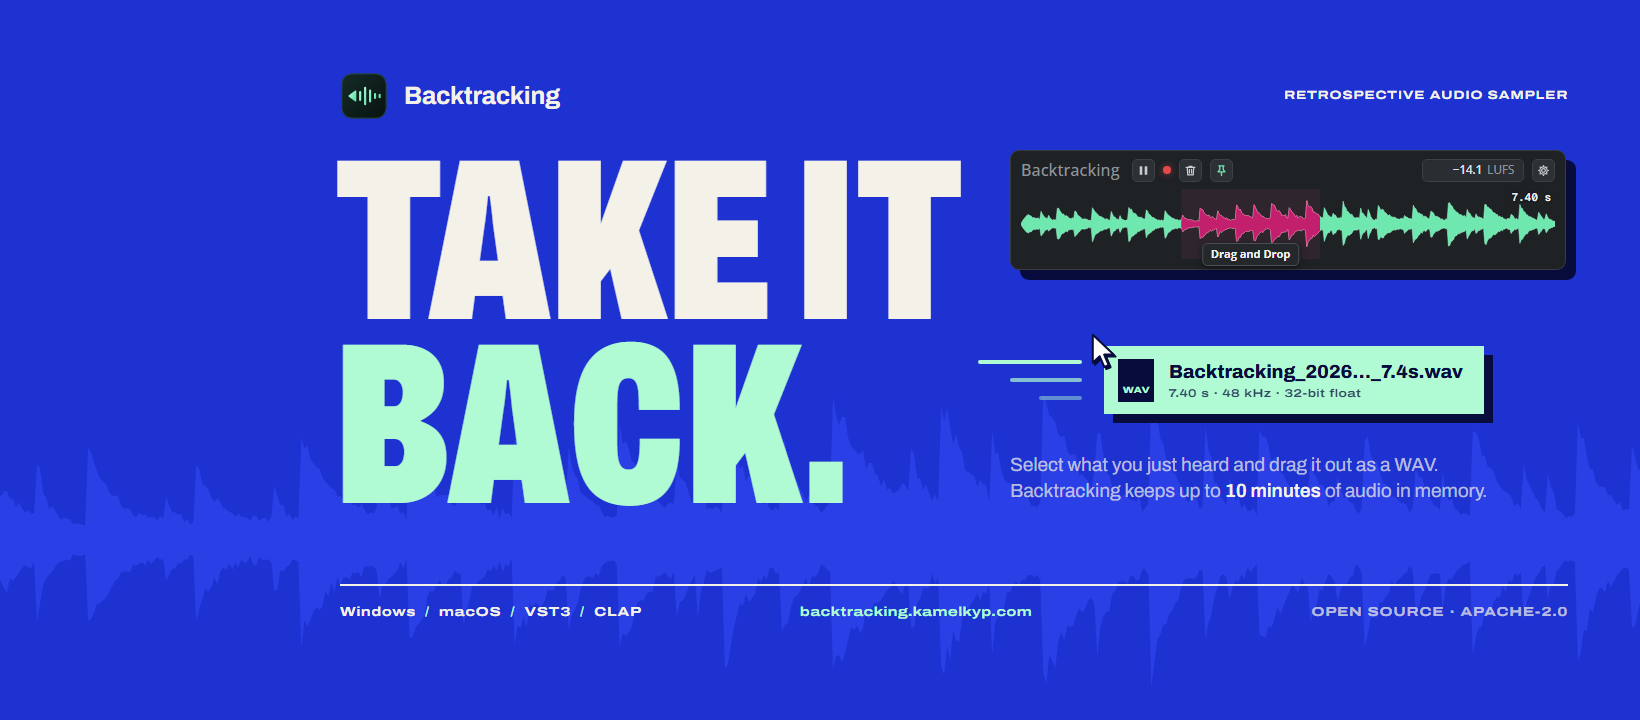 Backtracking
RETROSPECTIVE AUDIO SAMPLER
TAKE IT
BACK.
Backtracking
−14.1 LUFS
7.40 s
Drag and Drop
WAV
Backtracking_2026..._7.4s.wav
7.40 s · 48 kHz · 32-bit float
Select what you just heard and drag it out as a WAV.
Backtracking keeps up to 10 minutes of audio in memory.
Windows / macOS / VST3 / CLAP
backtracking.kamelkyp.com
OPEN SOURCE · APACHE-2.0